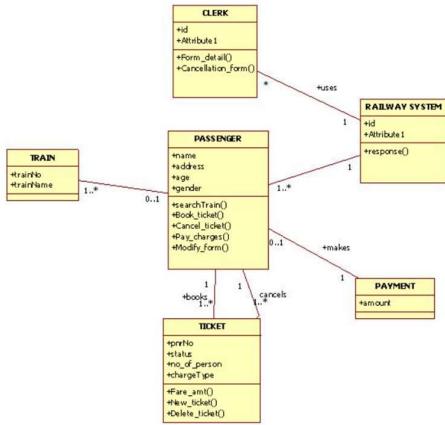 CLERK
+id
+Attribute1
+Form_detail()
+Cancellation_form()
*
+uses
1
RAILWAY SYSTEM
+id
+Attribute1
+response()
1
1..*
TRAIN
+trainNo
+trainName
1..*
0..1
PASSENGER
+name
+address
+age
+gender
+searchTrain()
+Book_ticket()
+Cancel_ticket()
+Pay_charges()
+Modify_form()
0..1
+makes
1
PAYMENT
+amount
1
+books
1..*
1
cancels
1..*
TICKET
+pnrNo
+status
+no_of_person
+chargeType
+Fare_amt()
+New_ticket()
+Delete_ticket()